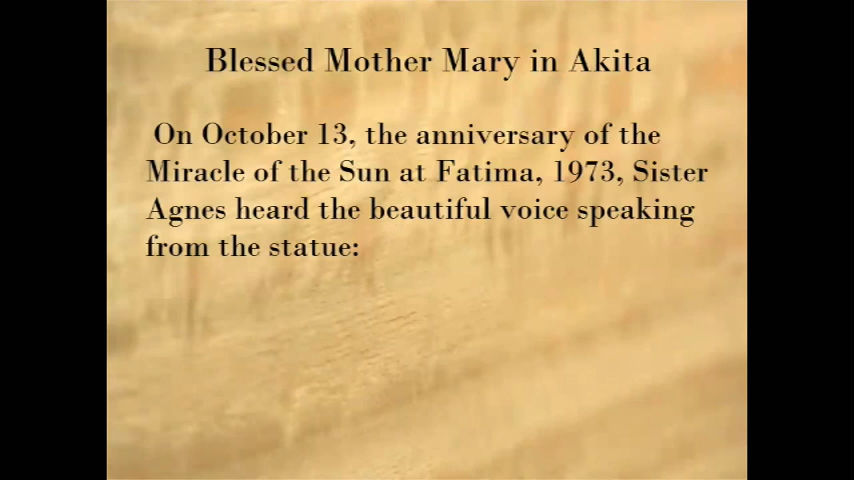 Blessed Mother Mary in Akita
On October 13, the anniversary of the
Miracle of the Sun at Fatima, 1973, Sister
Agnes heard the beautiful voice speaking
from the statue: